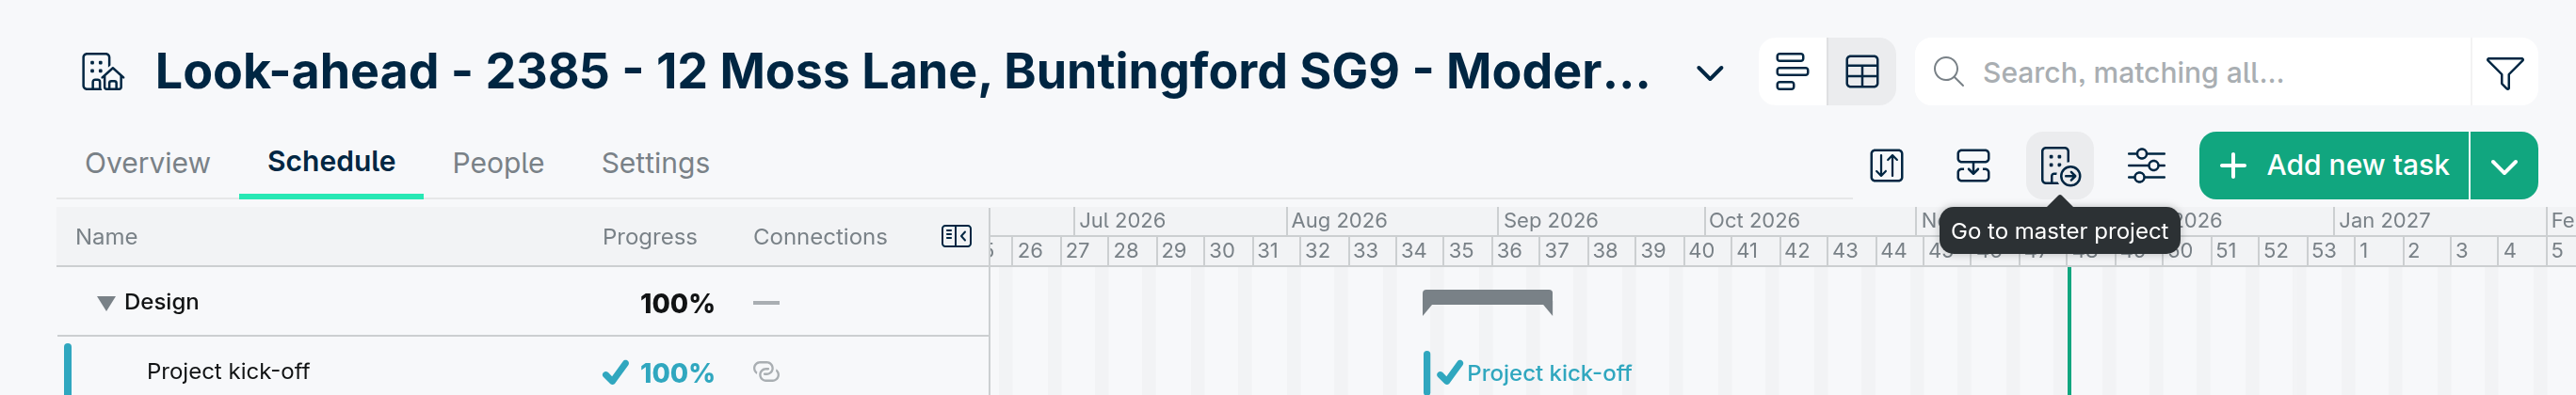 Look-ahead - 2385 - 12 Moss Lane, Buntingford SG9 - Moder...
Search, matching all...
Overview Schedule People Settings
Add new task
Go to master project
Name Progress Connections
Jul 2026 Aug 2026 Sep 2026 Oct 2026 2026 Jan 2027
26 27 28 29 30 31 32 33 34 35 36 37 38 39 40 41 42 43 44 51 52 53 1 2 3 4 5
Design 100%
Project kick-off 100% Project kick-off